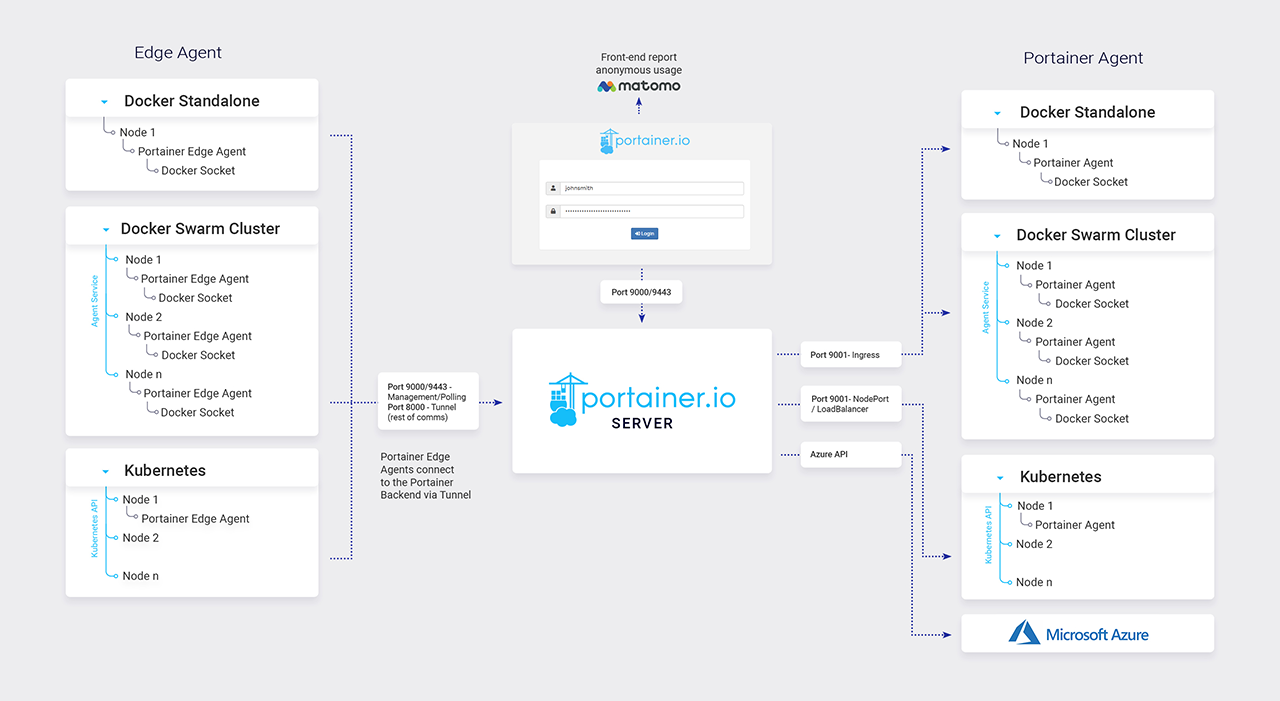 Edge Agent
Docker Standalone
Node 1
Portainer Edge Agent
Docker Socket
Docker Swarm Cluster
Agent Service
Node 1
Portainer Edge Agent
Docker Socket
Node 2
Portainer Edge Agent
Docker Socket
Node n
Portainer Edge Agent
Docker Socket
Kubernetes
Kubernetes API
Node 1
Portainer Edge Agent
Node 2
Node n
Port 9000/9443 -
Management/Polling
Port 8000 - Tunnel
(rest of comms)
Portainer Edge
Agents connect
to the Portainer
Backend via Tunnel
Front-end report
anonymous usage
matomo
portainer.io
johnsmith
Login
Port 9000/9443
portainer.io
SERVER
Port 9001- Ingress
Port 9001- NodePort
/ LoadBalancer
Azure API
Portainer Agent
Docker Standalone
Node 1
Portainer Agent
Docker Socket
Docker Swarm Cluster
Agent Service
Node 1
Portainer Agent
Docker Socket
Node 2
Portainer Agent
Docker Socket
Node n
Portainer Agent
Docker Socket
Kubernetes
Kubernetes API
Node 1
Portainer Agent
Node 2
Node n
Microsoft Azure